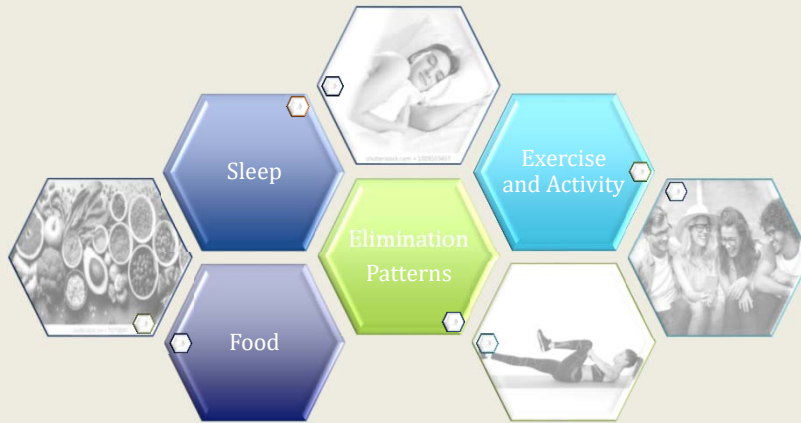 Sleep
Exercise
and Activity
Elimination
Patterns
Food